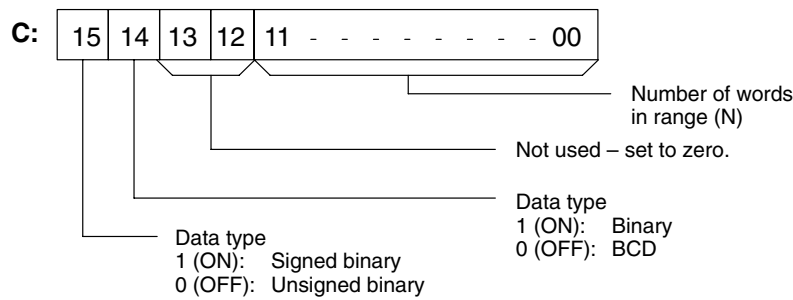 C: 15 14 13 12 11 - - - - - - - - 00
Number of words
in range (N)
Not used – set to zero.
Data type
1 (ON): Binary
0 (OFF): BCD
Data type
1 (ON): Signed binary
0 (OFF): Unsigned binary